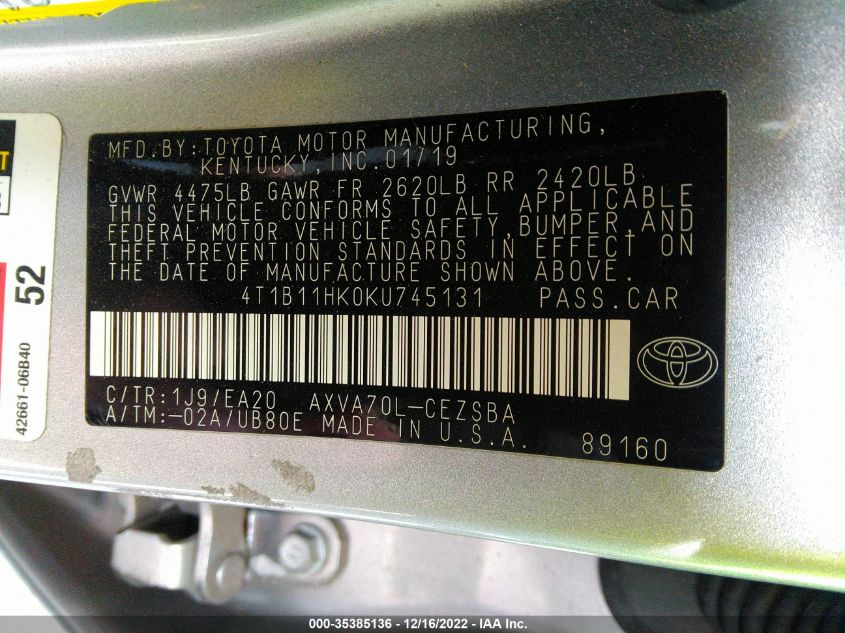 MFD.BY:TOYOTA MOTOR MANUFACTURING,
KENTUCKY,INC.01/19
GVWR 4475LB GAWR FR 2620LB RR 2420LB
THIS VEHICLE CONFORMS TO ALL APPLICABLE
FEDERAL MOTOR VEHICLE SAFETY,BUMPER,AND
THEFT PREVENTION STANDARDS IN EFFECT ON
THE DATE OF MANUFACTURE SHOWN ABOVE.
4T1B11HK0KU745131 PASS.CAR
C/TR:1J9/EA20 AXVA70L-CEZSBA
A/TM:-02A/UB80E MADE IN U.S.A.
89160
52
42661-06B40
000-35385136 - 12/16/2022 - IAA Inc.